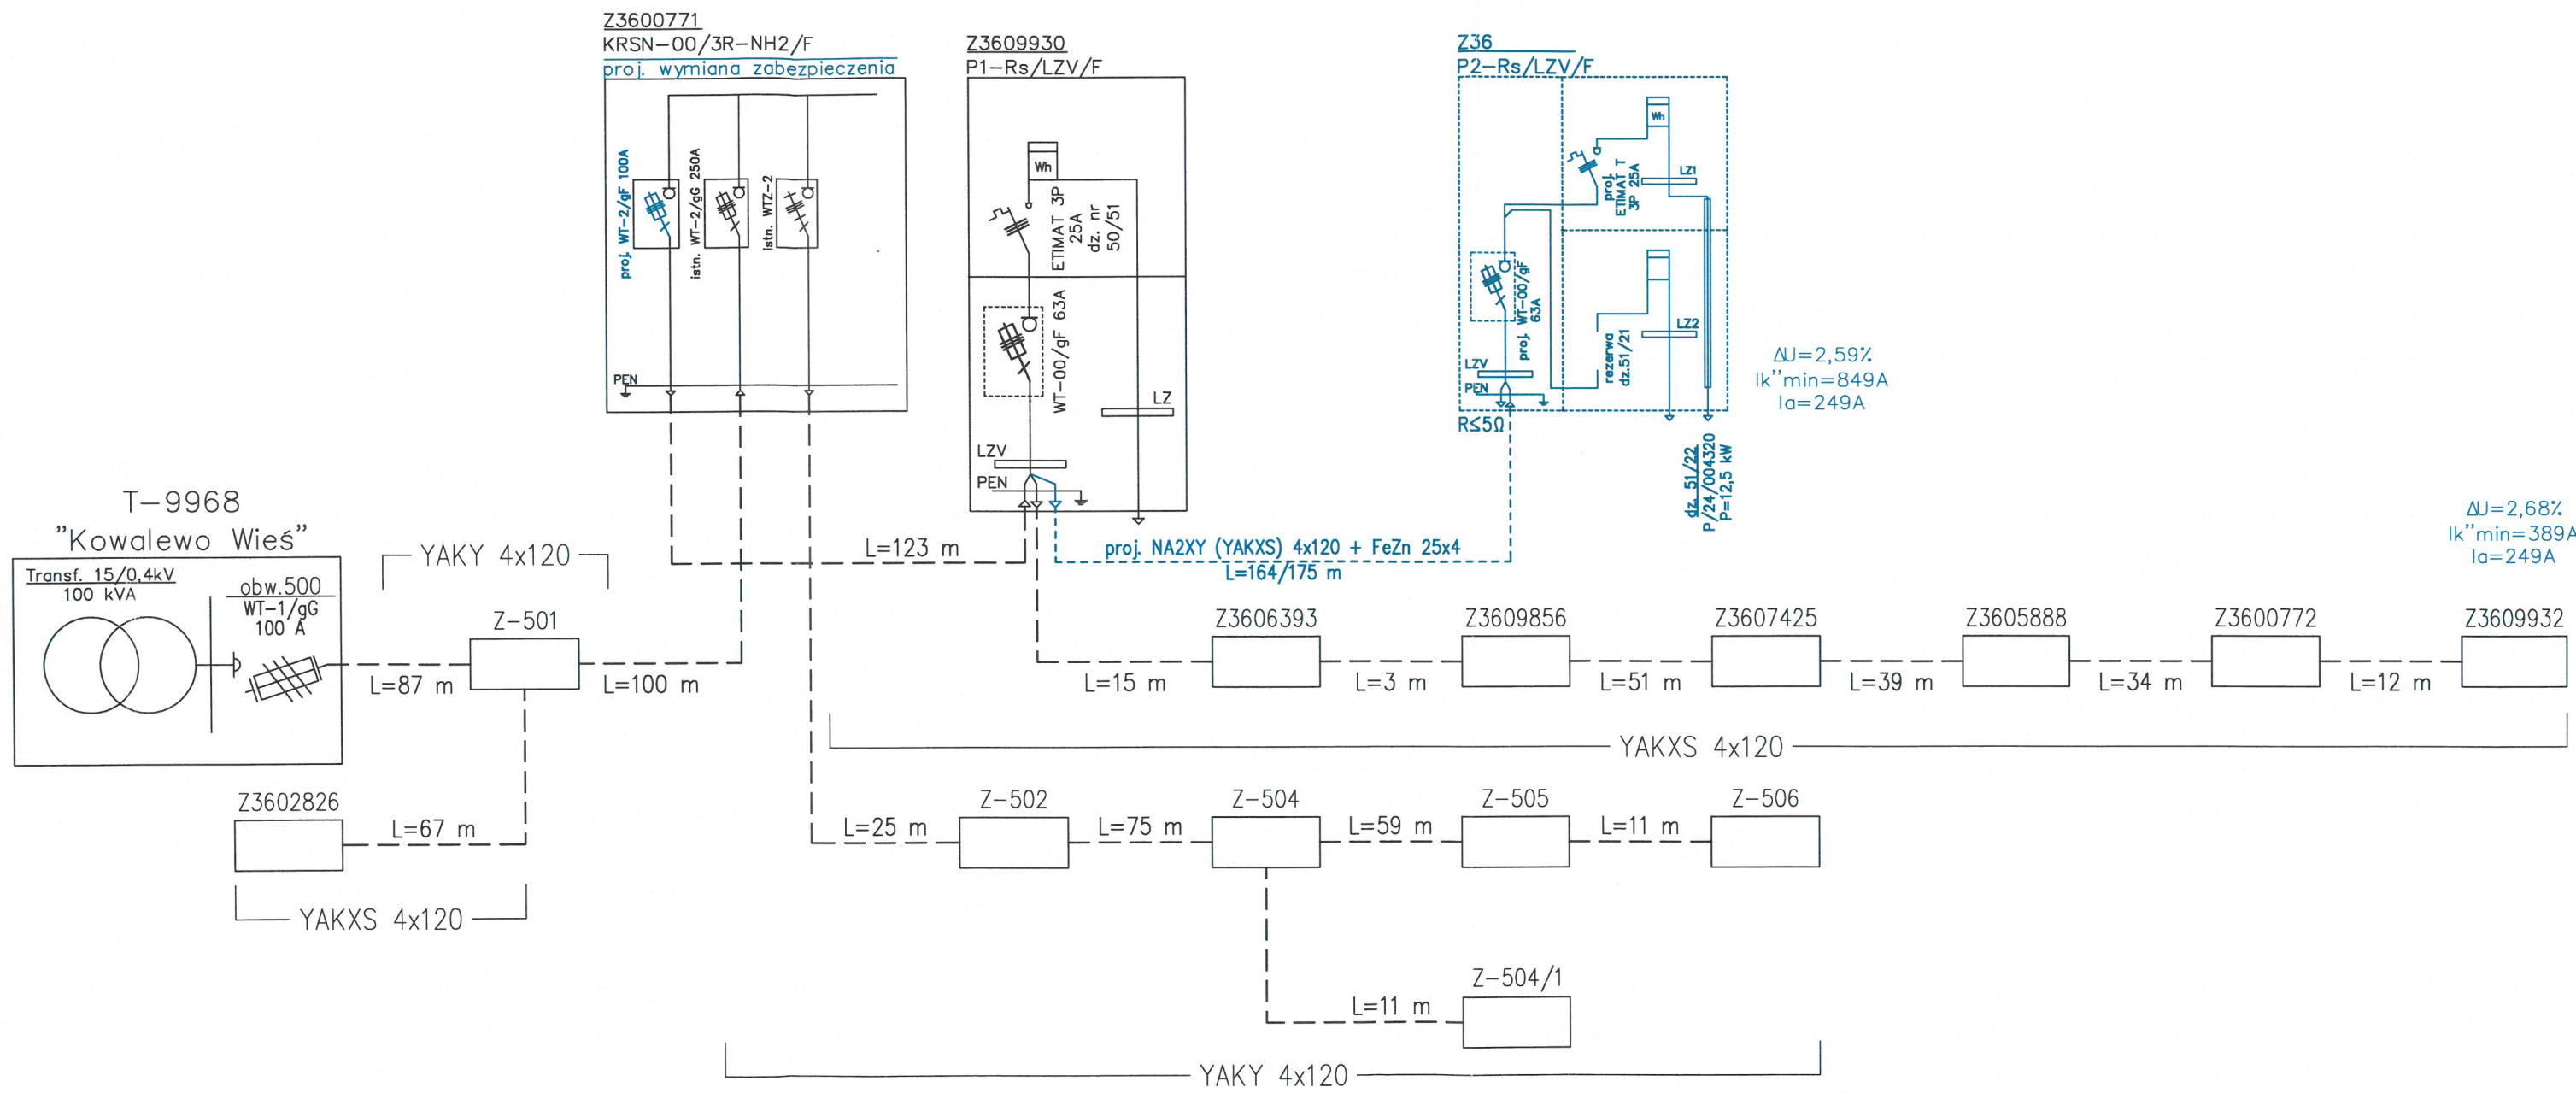 Z3600771
KRSN-00/3R-NH2/F
proj. wymiana zabezpieczenia
proj. WT-2/gF 100A
istn. WT-2/gG 250A
istn. WTZ-2
PEN
Z3609930
P1-Rs/LZV/F
Wh
ETIMAT 3P
25A
dz. nr
50/51
WT-00/gF 63A
LZ
LZV
PEN
Z36
P2-Rs/LZV/F
Wh
proj.
ETIMAT T
3P 25A
LZ1
proj. WT-00/gF
63A
LZV
PEN
rezerwa
dz.51/21
LZ2
R≤5Ω
dz. 51/22
P/24/004320
P=12,5 kW
ΔU=2,59%
Ik''min=849A
Ia=249A
ΔU=2,68%
Ik''min=389A
Ia=249A
T-9968
"Kowalewo Wieś"
Transf. 15/0,4kV
100 kVA
obw.500
WT-1/gG
100 A
YAKY 4x120
L=123 m
proj. NA2XY (YAKXS) 4x120 + FeZn 25x4
L=164/175 m
Z-501
L=87 m
L=100 m
Z3606393
Z3609856
Z3607425
Z3605888
Z3600772
Z3609932
L=15 m
L=3 m
L=51 m
L=39 m
L=34 m
L=12 m
YAKXS 4x120
Z3602826
L=67 m
YAKXS 4x120
Z-502
Z-504
Z-505
Z-506
L=25 m
L=75 m
L=59 m
L=11 m
Z-504/1
L=11 m
YAKY 4x120